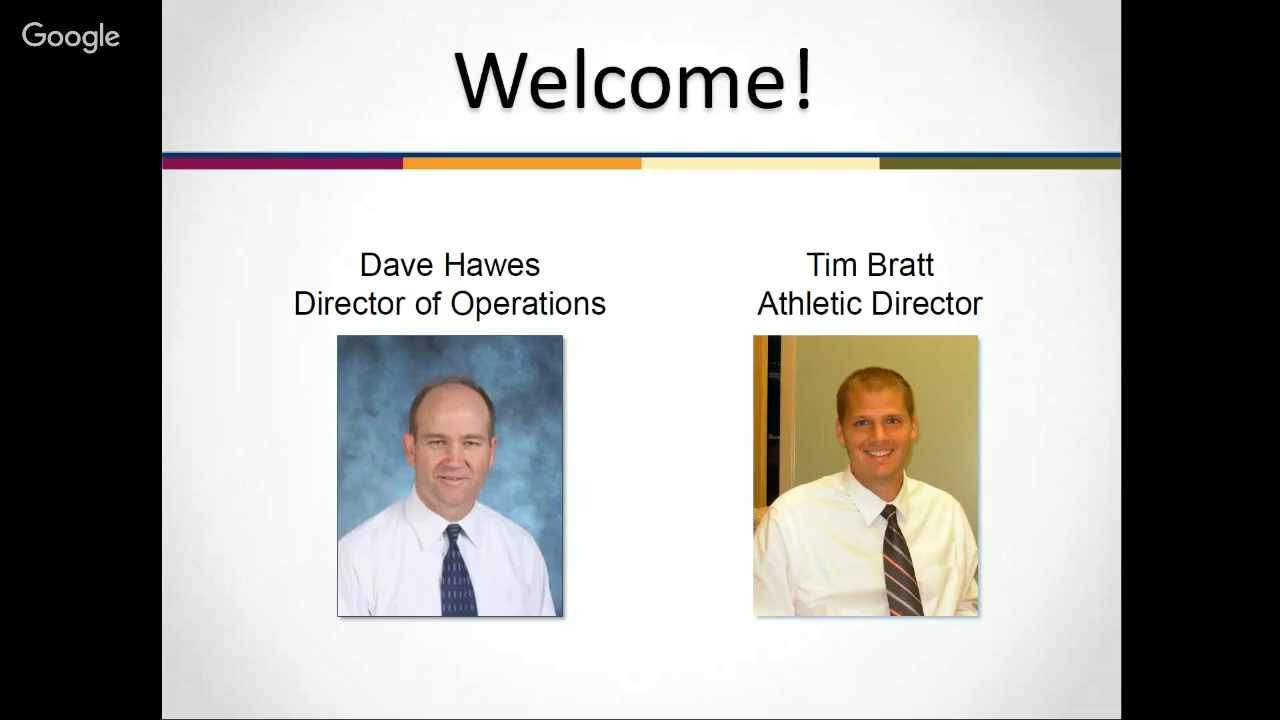 Google
Welcome!
Dave Hawes
Director of Operations
Tim Bratt
Athletic Director